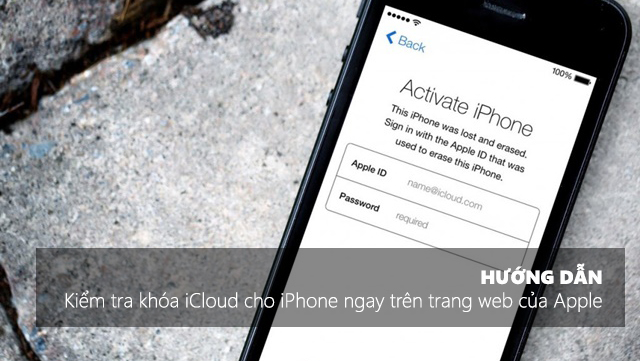 100%
Back
Activate iPhone
This iPhone was lost and erased.
Sign in with the Apple ID that was
used to erase this iPhone.
Apple ID name@icloud.com
Password required
HƯỚNG DẪN
Kiểm tra khóa iCloud cho iPhone ngay trên trang web của Apple